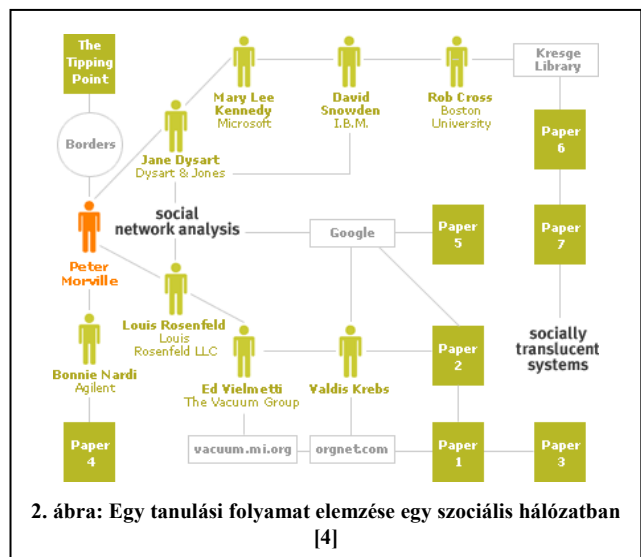 The
Tipping
Point
Borders
Peter
Morville
Bonnie Nardi
Agilent
Paper
4
Mary Lee
Kennedy
Microsoft
David
Snowden
I.B.M.
Rob Cross
Boston
University
Kresge
Library
Jane Dysart
Dysart & Jones
Paper
6
social
network analysis
Google
Paper
5
Paper
7
Louis Rosenfeld
Louis
Rosenfeld LLC
Ed Vielmetti
The Vacuum Group
Valdis Krebs
Paper
2
socially
translucent
systems
vacuum.mi.org
orgnet.com
Paper
1
Paper
3
2. ábra: Egy tanulási folyamat elemzése egy szociális hálózatban
[4]